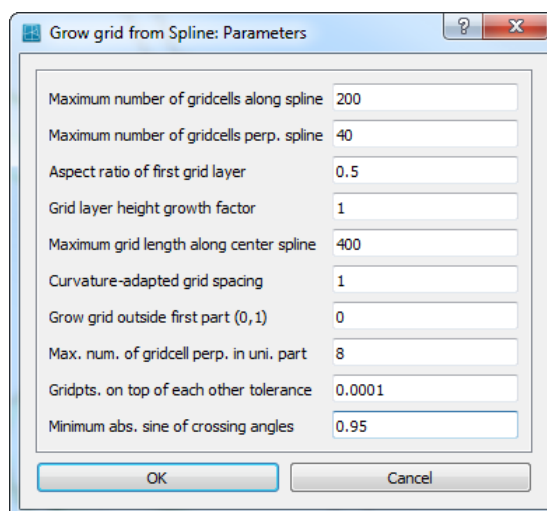 Grow grid from Spline: Parameters
Maximum number of gridcells along spline 200
Maximum number of gridcells perp. spline 40
Aspect ratio of first grid layer 0.5
Grid layer height growth factor 1
Maximum grid length along center spline 400
Curvature-adapted grid spacing 1
Grow grid outside first part (0,1) 0
Max. num. of gridcell perp. in uni. part 8
Gridpts. on top of each other tolerance 0.0001
Minimum abs. sine of crossing angles 0.95
OK Cancel